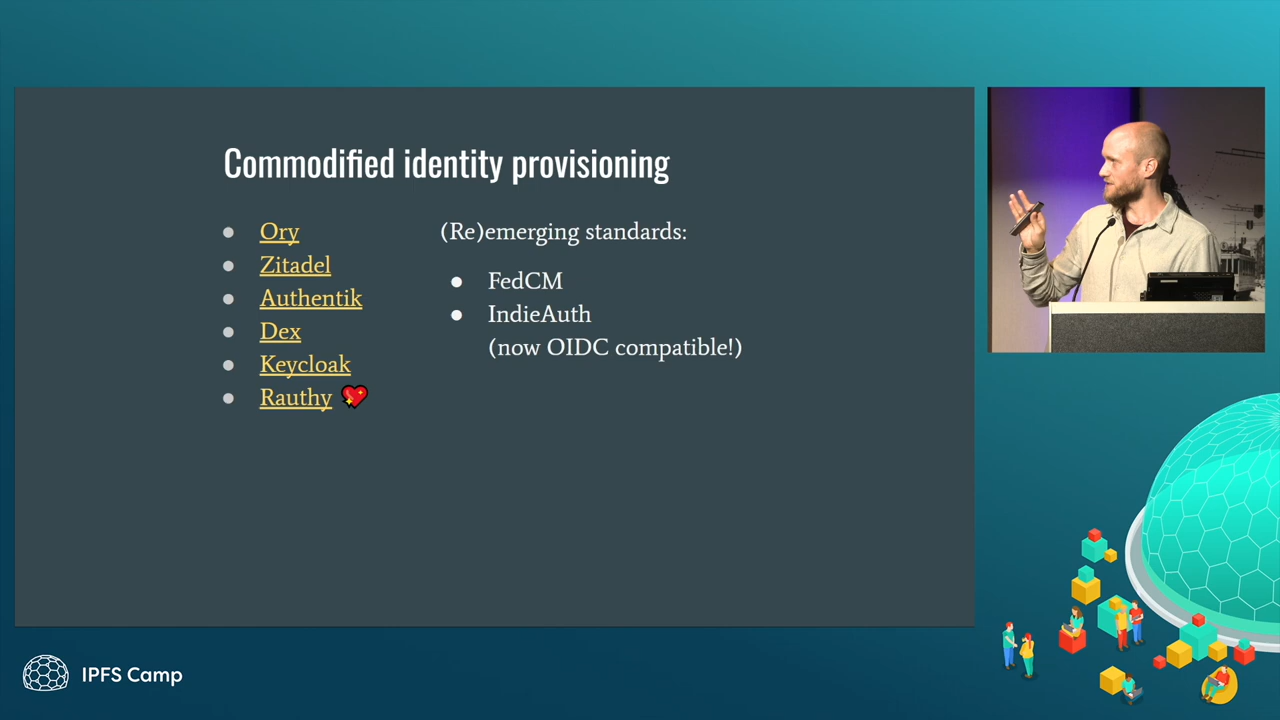 Commodified identity provisioning
Ory
Zitadel
Authentik
Dex
Keycloak
Rauthy
(Re)emerging standards:
FedCM
IndieAuth
(now OIDC compatible!)
IPFS Camp